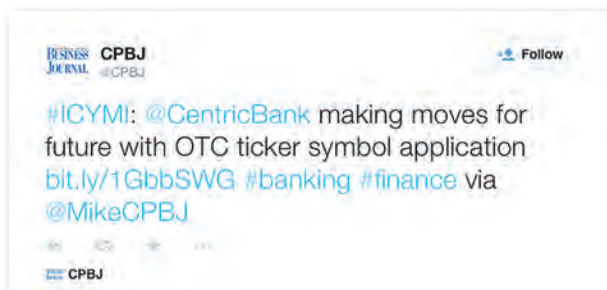 BUSINESS
JOURNAL
CPBJ
@CPBJ
Follow
#ICYMI: @CentricBank making moves for
future with OTC ticker symbol application
bit.ly/1GbbSWG #banking #finance via
@MikeCPBJ
CPBJ